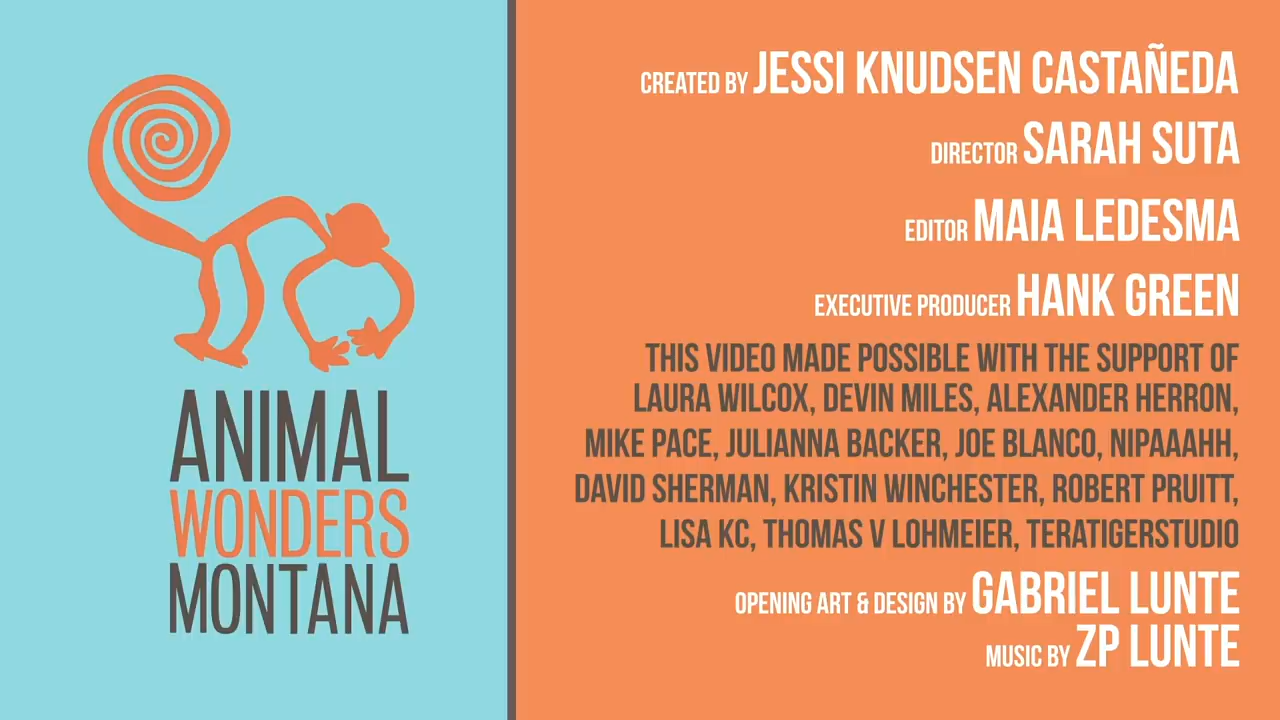 ANIMAL
WONDERS
MONTANA
CREATED BY JESSI KNUDSEN CASTAÑEDA
DIRECTOR SARAH SUTA
EDITOR MAIA LEDESMA
EXECUTIVE PRODUCER HANK GREEN
THIS VIDEO MADE POSSIBLE WITH THE SUPPORT OF
LAURA WILCOX, DEVIN MILES, ALEXANDER HERRON,
MIKE PACE, JULIANNA BACKER, JOE BLANCO, NIPAAAHH,
DAVID SHERMAN, KRISTIN WINCHESTER, ROBERT PRUITT,
LISA KC, THOMAS V LOHMEIER, TERATIGERSTUDIO
OPENING ART & DESIGN BY GABRIEL LUNTE
MUSIC BY ZP LUNTE